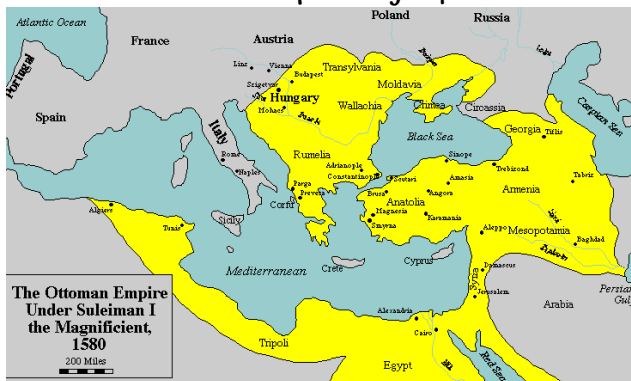 Atlantic Ocean
Poland
Russia
France
Austria
Portugal
Linz
Vienna
Budapest
Transylvania
Szigetvar
Hungary
Moldavia
Mohacs
Wallachia
Crimea
Circassia
Caspian Sea
Spain
Italy
Georgia
Tiflis
Black Sea
Rome
Naples
Rumelia
Adrianople
Constantinople
Scutari
Sinope
Trebizond
Amasia
Tabriz
Parga
Preveza
Corfu
Brusa
Angora
Armenia
Anatolia
Magnesia
Karamania
Smyrna
Algiers
Tunis
Sicily
Aleppo
Mesopotamia
Baghdad
Mediterranean
Crete
Cyprus
Syria
Damascus
Jerusalem
Persian
Gulf
Arabia
The Ottoman Empire
Under Suleiman I
the Magnificient,
1580
200 Miles
Alexandria
Cairo
Tripoli
Egypt
Nil
Red Sea